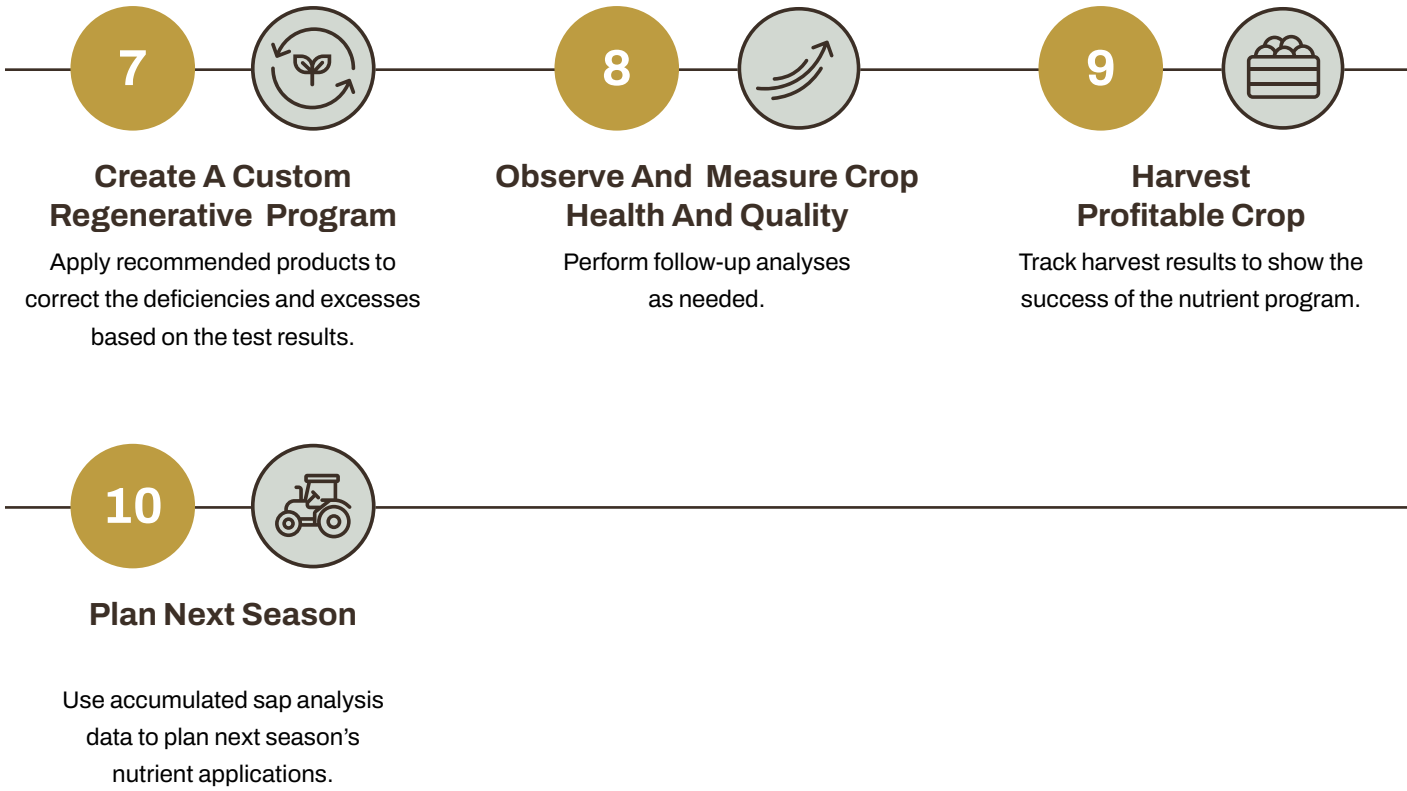 7
Create A Custom
Regenerative Program
Apply recommended products to
correct the deficiencies and excesses
based on the test results.
8
Observe And Measure Crop
Health And Quality
Perform follow-up analyses
as needed.
9
Harvest
Profitable Crop
Track harvest results to show the
success of the nutrient program.
10
Plan Next Season
Use accumulated sap analysis
data to plan next season’s
nutrient applications.